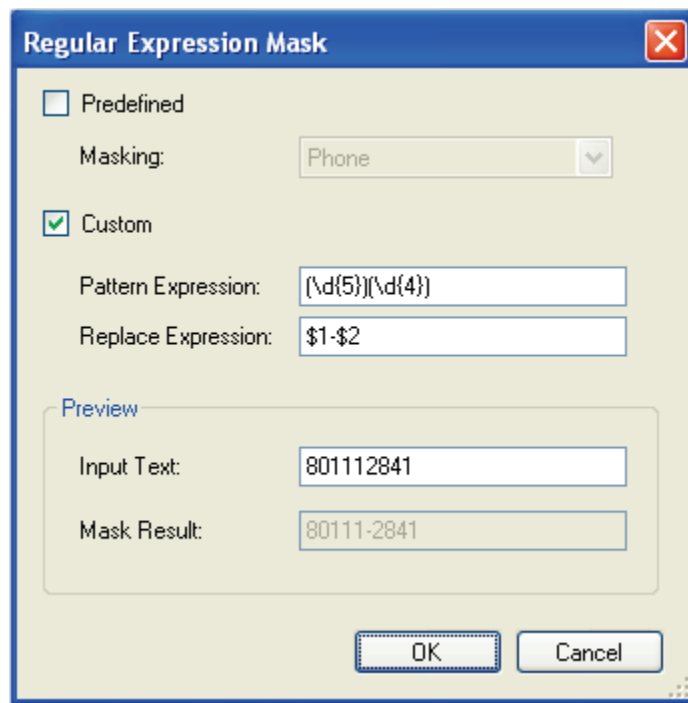 Regular Expression Mask
Predefined
Masking: Phone
Custom
Pattern Expression: (\d{5})(\d{4})
Replace Expression: $1-$2
Preview
Input Text: 801112841
Mask Result: 80111-2841
OK Cancel